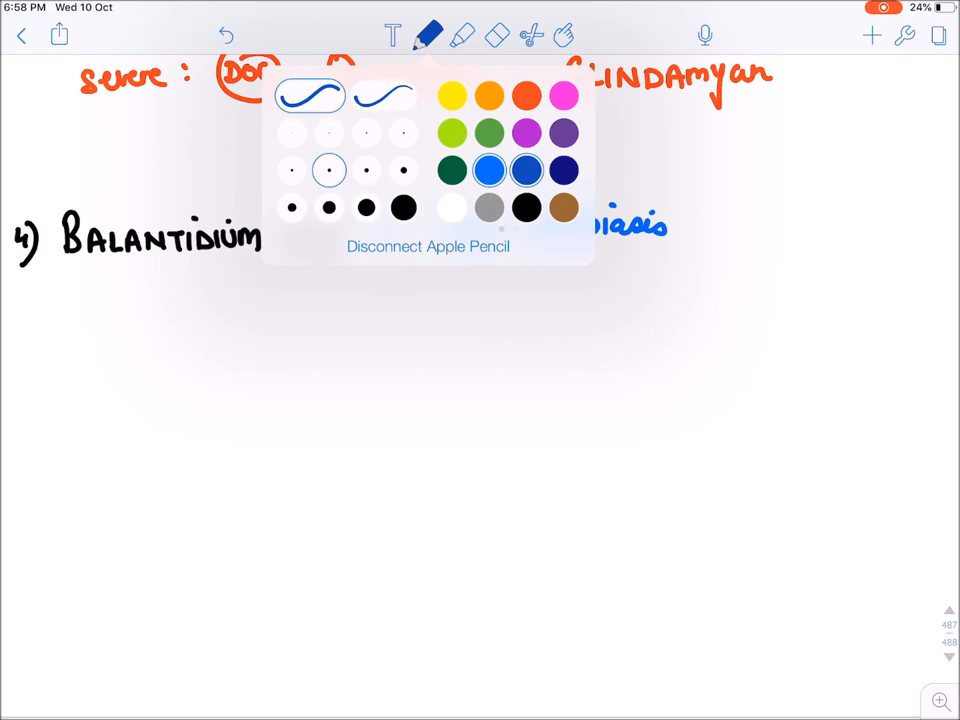 6:58 PM Wed 10 Oct 24%
T
severe : CLINDAMycin
Disconnect Apple Pencil
4) BALANTIDIUM
487
488